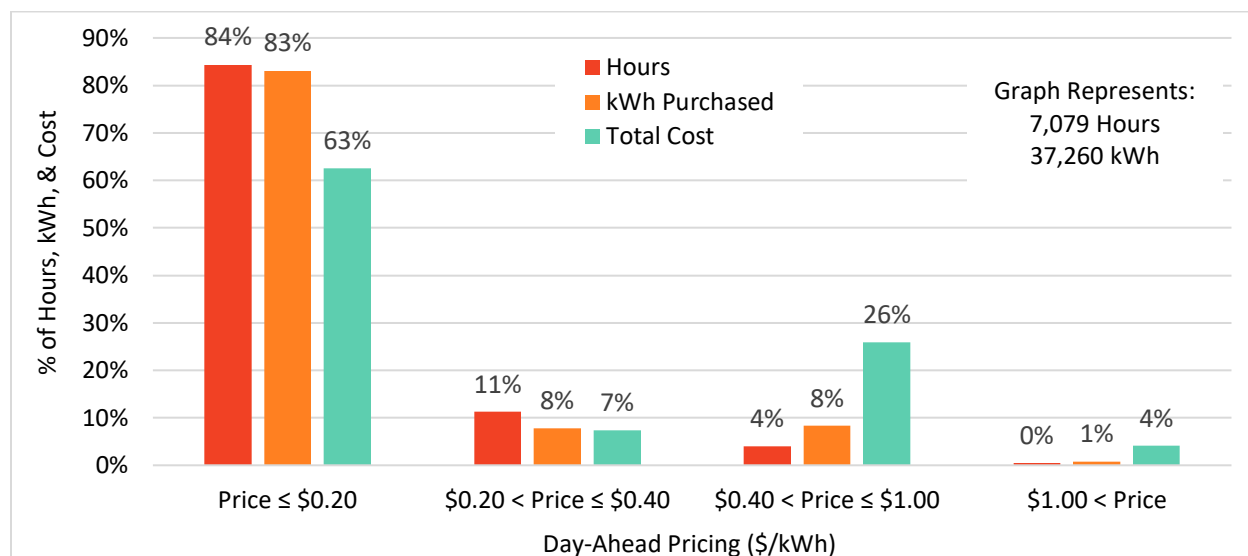 % of Hours, kWh, & Cost
90%
80%
70%
60%
50%
40%
30%
20%
10%
0%
84%
83%
63%
11%
8%
7%
4%
8%
26%
0%
1%
4%
Hours
kWh Purchased
Total Cost
Graph Represents:
7,079 Hours
37,260 kWh
Price ≤ $0.20
$0.20 < Price ≤ $0.40
$0.40 < Price ≤ $1.00
$1.00 < Price
Day-Ahead Pricing ($/kWh)